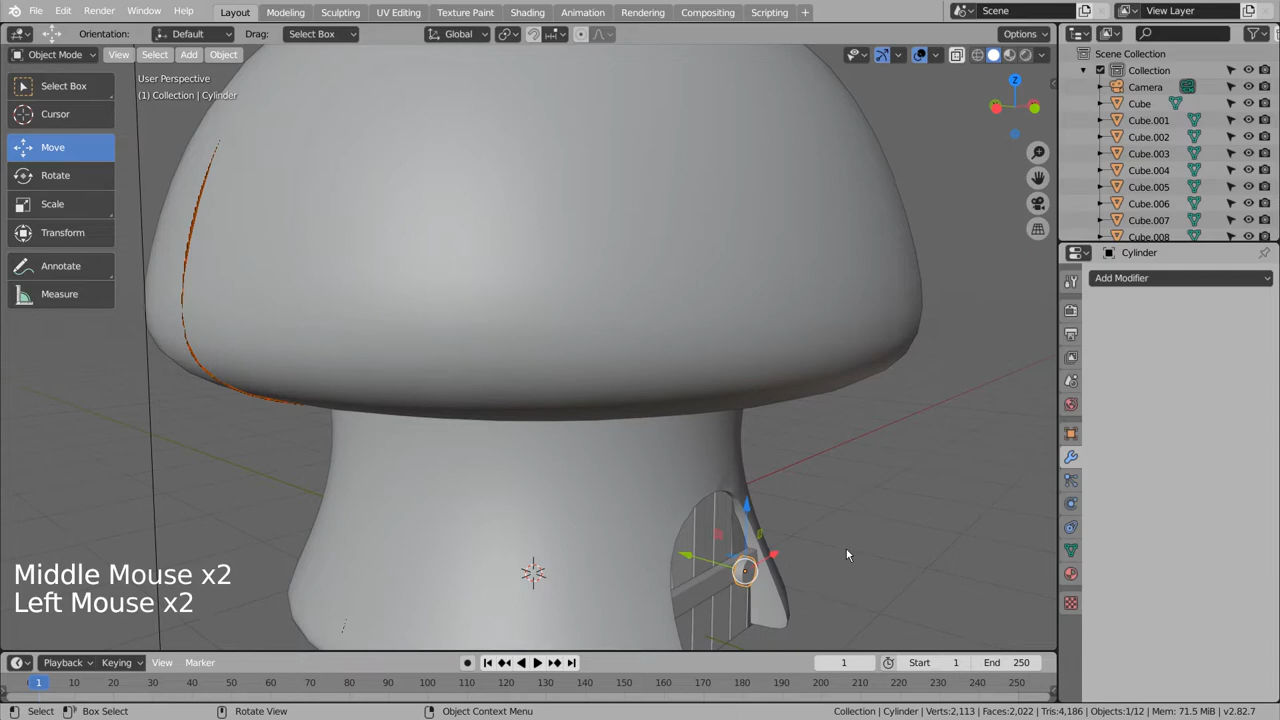 File Edit Render Window Help Layout Modeling Sculpting UV Editing Texture Paint Shading Animation Rendering Compositing Scripting + Scene View Layer
Orientation: Default Drag: Select Box Global Options
Object Mode View Select Add Object
User Perspective
(1) Collection | Cylinder
Select Box
Cursor
Move
Rotate
Scale
Transform
Annotate
Measure
Z
Middle Mouse x2
Left Mouse x2
Scene Collection
Collection
Camera
Cube
Cube.001
Cube.002
Cube.003
Cube.004
Cube.005
Cube.006
Cube.007
Cube.008
Cylinder
Add Modifier
Playback Keying View Marker 1 Start 1 End 250
1 10 20 30 40 50 60 70 80 90 100 110 120 130 140 150 160 170 180 190 200 210 220 230 240 250
Select Box Select Rotate View Object Context Menu Collection | Cylinder | Verts:2,113 | Faces:2,022 | Tris:4,186 | Objects:1/12 | Mem: 71.5 MiB | v2.82.7